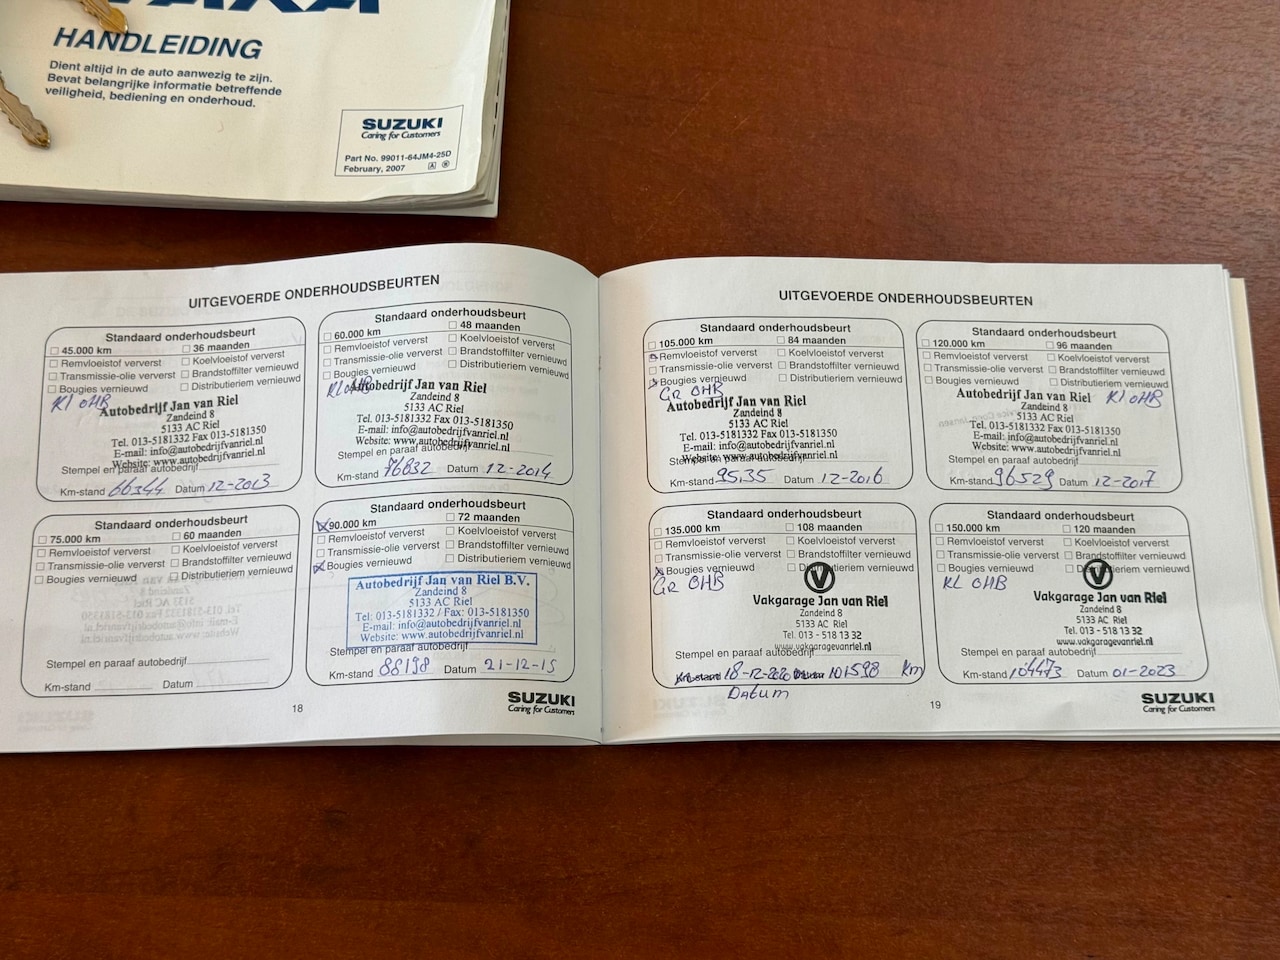 HANDLEIDING
Dient altijd in de auto aanwezig te zijn.
Bevat belangrijke informatie betreffende
veiligheid, bediening en onderhoud.
SUZUKI
Caring for Customers
Part No. 99011-64JM4-25D
February, 2007
UITGEVOERDE ONDERHOUDSBEURTEN
Standaard onderhoudsbeurt
45.000 km 36 maanden
Remvloeistof ververst Koelvloeistof ververst
Transmissie-olie ververst Brandstoffilter vernieuwd
Bougies vernieuwd Distributieriem vernieuwd
Kl OHB
Autobedrijf Jan van Riel
Zandeind 8
5133 AC Riel
Tel. 013-5181332 Fax 013-5181350
E-mail: info@autobedrijfvanriel.nl
Website: www.autobedrijfvanriel.nl
Stempel en paraaf autobedrijf
Km-stand 66344 Datum 12-2013
Standaard onderhoudsbeurt
60.000 km 48 maanden
Remvloeistof ververst Koelvloeistof ververst
Transmissie-olie ververst Brandstoffilter vernieuwd
Bougies vernieuwd Distributieriem vernieuwd
Kl OHB
Autobedrijf Jan van Riel
Zandeind 8
5133 AC Riel
Tel. 013-5181332 Fax 013-5181350
E-mail: info@autobedrijfvanriel.nl
Website: www.autobedrijfvanriel.nl
Stempel en paraaf autobedrijf
Km-stand 76632 Datum 12-2014
Standaard onderhoudsbeurt
75.000 km 60 maanden
Remvloeistof ververst Koelvloeistof ververst
Transmissie-olie ververst Brandstoffilter vernieuwd
Bougies vernieuwd Distributieriem vernieuwd
Stempel en paraaf autobedrijf
Km-stand Datum
Standaard onderhoudsbeurt
90.000 km 72 maanden
Remvloeistof ververst Koelvloeistof ververst
Transmissie-olie ververst Brandstoffilter vernieuwd
Bougies vernieuwd Distributieriem vernieuwd
Autobedrijf Jan van Riel B.V.
Zandeind 8
5133 AC Riel
Tel: 013-5181332 / Fax: 013-5181350
E-mail: info@autobedrijfvanriel.nl
Website: www.autobedrijfvanriel.nl
Stempel en paraaf autobedrijf
Km-stand 88198 Datum 21-12-15
18
SUZUKI
Caring for Customers
UITGEVOERDE ONDERHOUDSBEURTEN
Standaard onderhoudsbeurt
105.000 km 84 maanden
Remvloeistof ververst Koelvloeistof ververst
Transmissie-olie ververst Brandstoffilter vernieuwd
Bougies vernieuwd Distributieriem vernieuwd
Gr OHB
Autobedrijf Jan van Riel
Zandeind 8
5133 AC Riel
Tel. 013-5181332 Fax 013-5181350
E-mail: info@autobedrijfvanriel.nl
Website: www.autobedrijfvanriel.nl
Stempel en paraaf autobedrijf
Km-stand Datum 12-2016
Standaard onderhoudsbeurt
120.000 km 96 maanden
Remvloeistof ververst Koelvloeistof ververst
Transmissie-olie ververst Brandstoffilter vernieuwd
Bougies vernieuwd Distributieriem vernieuwd
Kl OHB
Autobedrijf Jan van Riel
Zandeind 8
5133 AC Riel
Tel. 013-5181332 Fax 013-5181350
E-mail: info@autobedrijfvanriel.nl
Website: www.autobedrijfvanriel.nl
Stempel en paraaf autobedrijf
Km-stand 96529 Datum 12-2017
Standaard onderhoudsbeurt
135.000 km 108 maanden
Remvloeistof ververst Koelvloeistof ververst
Transmissie-olie ververst Brandstoffilter vernieuwd
Bougies vernieuwd Distributieriem vernieuwd
Gr OHB
V
Vakgarage Jan van Riel
Zandeind 8
5133 AC Riel
Tel. 013 - 518 13 32
www.vakgaragevanriel.nl
Stempel en paraaf autobedrijf
Km-stand 18-12-2020 Datum 101598 Km
Datum
Standaard onderhoudsbeurt
150.000 km 120 maanden
Remvloeistof ververst Koelvloeistof ververst
Transmissie-olie ververst Brandstoffilter vernieuwd
Bougies vernieuwd Distributieriem vernieuwd
KL OHB
V
Vakgarage Jan van Riel
Zandeind 8
5133 AC Riel
Tel. 013 - 518 13 32
www.vakgaragevanriel.nl
Stempel en paraaf autobedrijf
Km-stand 104473 Datum 01-2023
19
SUZUKI
Caring for Customers